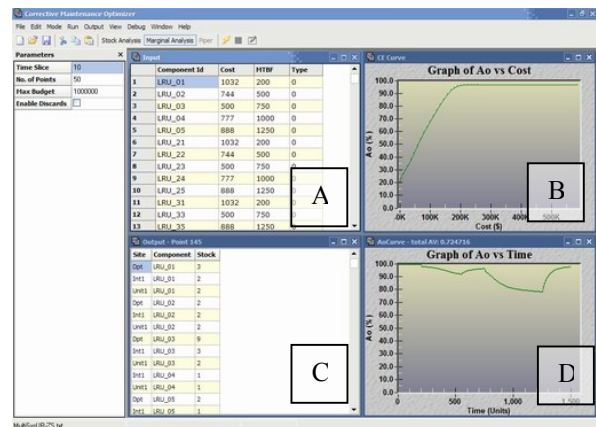 Corrective Maintenance Optimizer
File Edit Mode Run Output View Debug Window Help
Stock Analysis Marginal Analysis Piper
Parameters ×
Time Slice 10
No. of Points 50
Max Budget 1000000
Enable Discards
Input
Component Id Cost MTBF Type
1 LRU_01 1032 200 0
2 LRU_02 744 500 0
3 LRU_03 500 750 0
4 LRU_04 777 1000 0
5 LRU_05 888 1250 0
6 LRU_21 1032 200 0
7 LRU_22 744 500 0
8 LRU_23 500 750 0
9 LRU_24 777 1000 0
10 LRU_25 888 1250 0
11 LRU_31 1032 200 0
12 LRU_33 500 750 0
13 LRU_35 888 1250 0
A
CE Curve
Graph of Ao vs Cost
Ao (%)
100.0
90.0
80.0
70.0
60.0
50.0
40.0
30.0
20.0
10.0
0.0
.0K 100K 200K 300K 400K 500K
Cost ($)
B
Output - Point 145
Site Component Stock
Dpt LRU_01 3
Int1 LRU_01 2
Unit1 LRU_01 2
Dpt LRU_02 2
Int1 LRU_02 2
Unit1 LRU_02 2
Dpt LRU_03 9
Int1 LRU_03 3
Unit1 LRU_03 2
Int1 LRU_04 1
Unit1 LRU_04 1
Dpt LRU_05 2
Int1 LRU_05 1
C
AoCurve - total AV: 0.724716
Graph of Ao vs Time
Ao (%)
100.0
90.0
80.0
70.0
60.0
50.0
40.0
30.0
20.0
10.0
0.0
0 500 1,000 1,500
Time (Units)
D